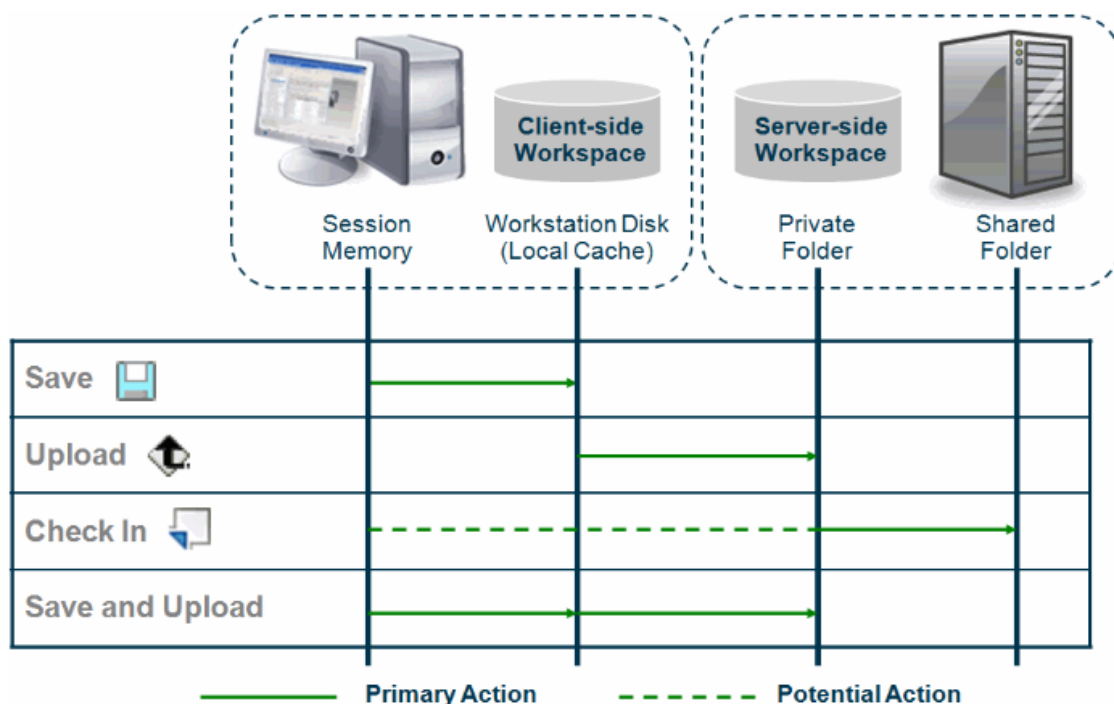 Client-side
Workspace
Server-side
Workspace
Session
Memory
Workstation Disk
(Local Cache)
Private
Folder
Shared
Folder
Save
Upload
Check In
Save and Upload
Primary Action
Potential Action